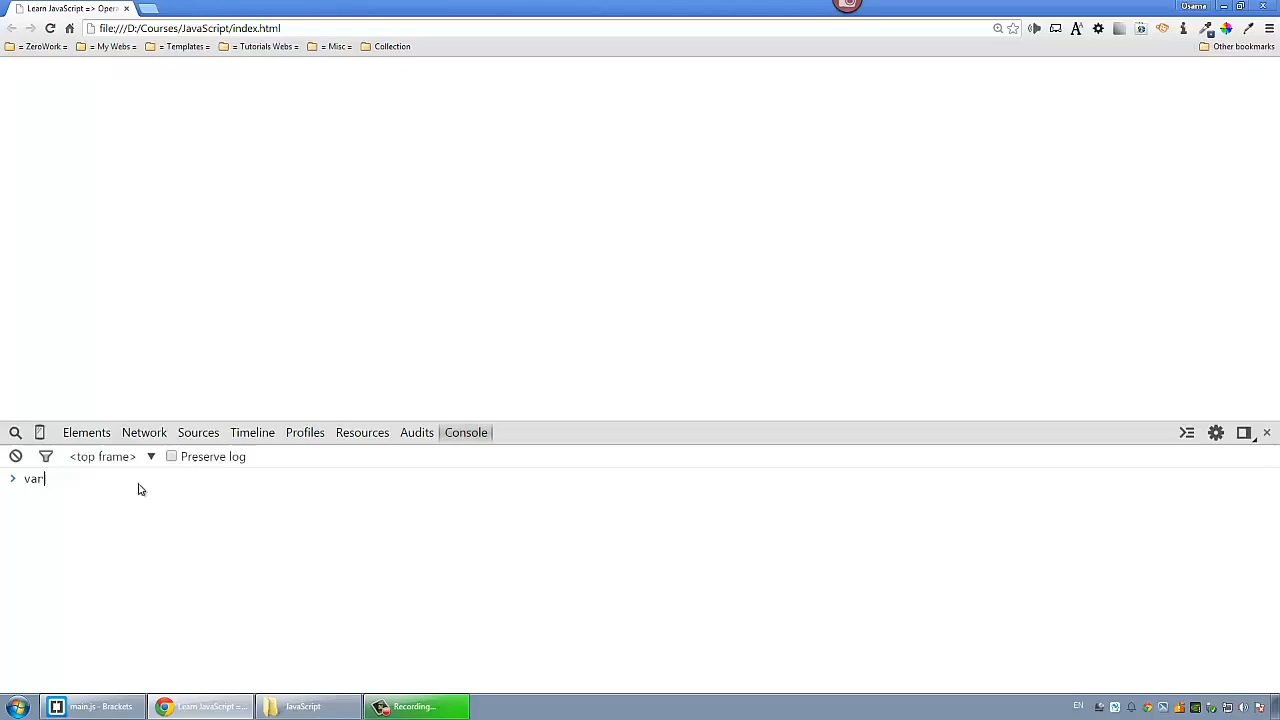 Learn JavaScript => Oper
Osama
file:///D:/Courses/JavaScript/index.html
= ZeroWork =
= My Webs =
= Templates =
= Tutorials Webs =
= Misc =
Collection
Other bookmarks
Elements Network Sources Timeline Profiles Resources Audits Console
<top frame> ▼ Preserve log
> var
main.js - Brackets
Learn JavaScript =...
JavaScript
Recording...
EN